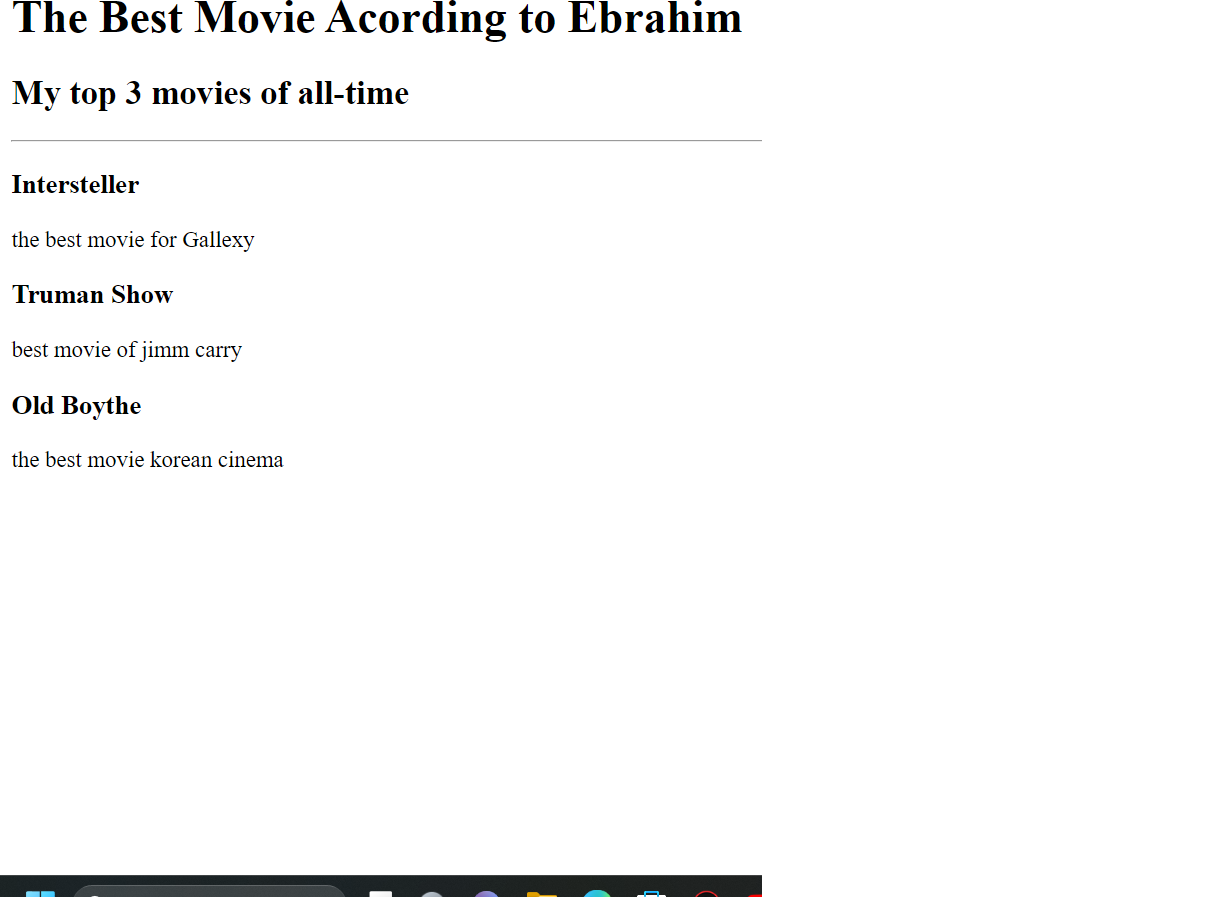 The Best Movie Acording to Ebrahim
My top 3 movies of all-time
Intersteller
the best movie for Gallexy
Truman Show
best movie of jimm carry
Old Boythe
the best movie korean cinema